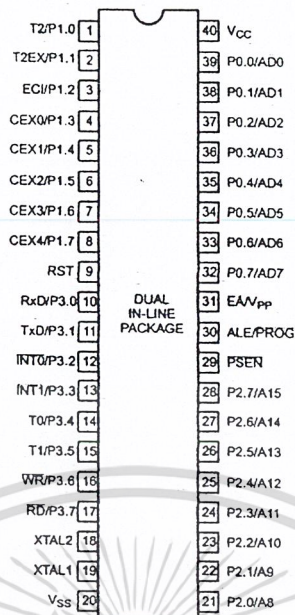 T2/P1.0 1
T2EX/P1.1 2
ECI/P1.2 3
CEX0/P1.3 4
CEX1/P1.4 5
CEX2/P1.5 6
CEX3/P1.6 7
CEX4/P1.7 8
RST 9
RxD/P3.0 10
TxD/P3.1 11
INT0/P3.2 12
INT1/P3.3 13
T0/P3.4 14
T1/P3.5 15
WR/P3.6 16
RD/P3.7 17
XTAL2 18
XTAL1 19
VSS 20
DUAL
IN-LINE
PACKAGE
40 VCC
39 P0.0/AD0
38 P0.1/AD1
37 P0.2/AD2
36 P0.3/AD3
35 P0.4/AD4
34 P0.5/AD5
33 P0.6/AD6
32 P0.7/AD7
31 EA/VPP
30 ALE/PROG
29 PSEN
28 P2.7/A15
27 P2.6/A14
26 P2.5/A13
25 P2.4/A12
24 P2.3/A11
23 P2.2/A10
22 P2.1/A9
21 P2.0/A8